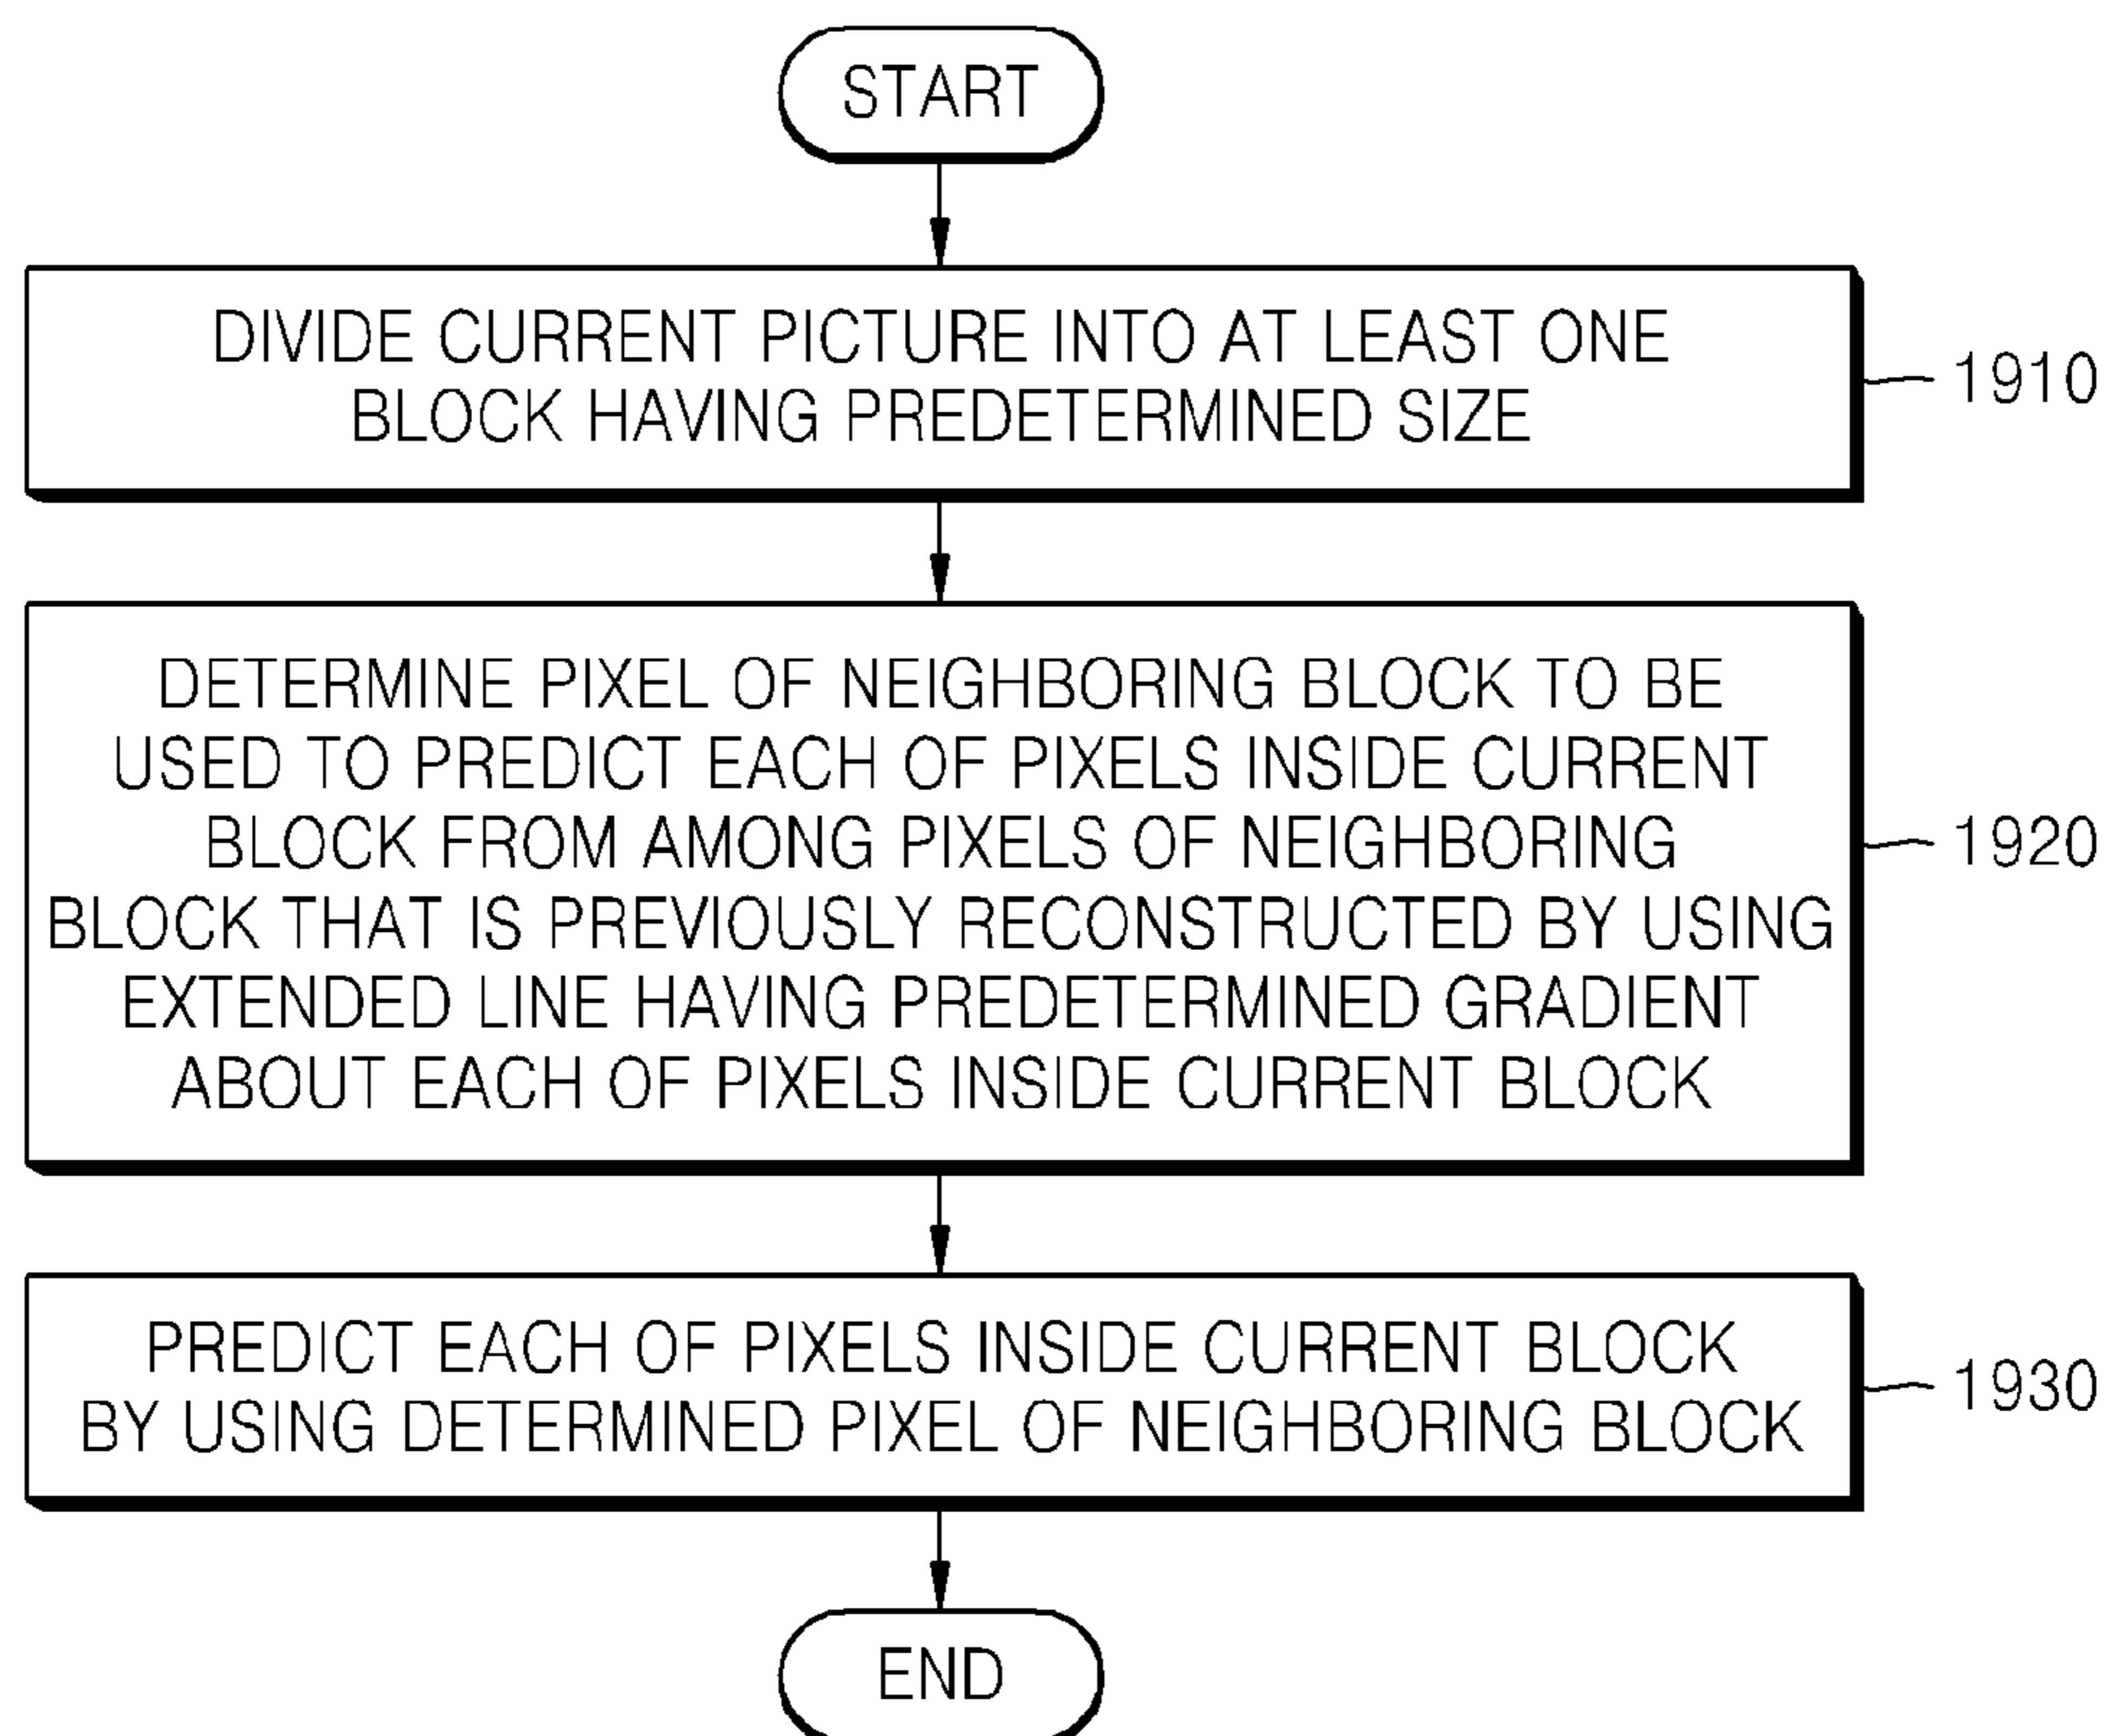 START
DIVIDE CURRENT PICTURE INTO AT LEAST ONE
BLOCK HAVING PREDETERMINED SIZE
1910
DETERMINE PIXEL OF NEIGHBORING BLOCK TO BE
USED TO PREDICT EACH OF PIXELS INSIDE CURRENT
BLOCK FROM AMONG PIXELS OF NEIGHBORING
BLOCK THAT IS PREVIOUSLY RECONSTRUCTED BY USING
EXTENDED LINE HAVING PREDETERMINED GRADIENT
ABOUT EACH OF PIXELS INSIDE CURRENT BLOCK
1920
PREDICT EACH OF PIXELS INSIDE CURRENT BLOCK
BY USING DETERMINED PIXEL OF NEIGHBORING BLOCK
1930
END